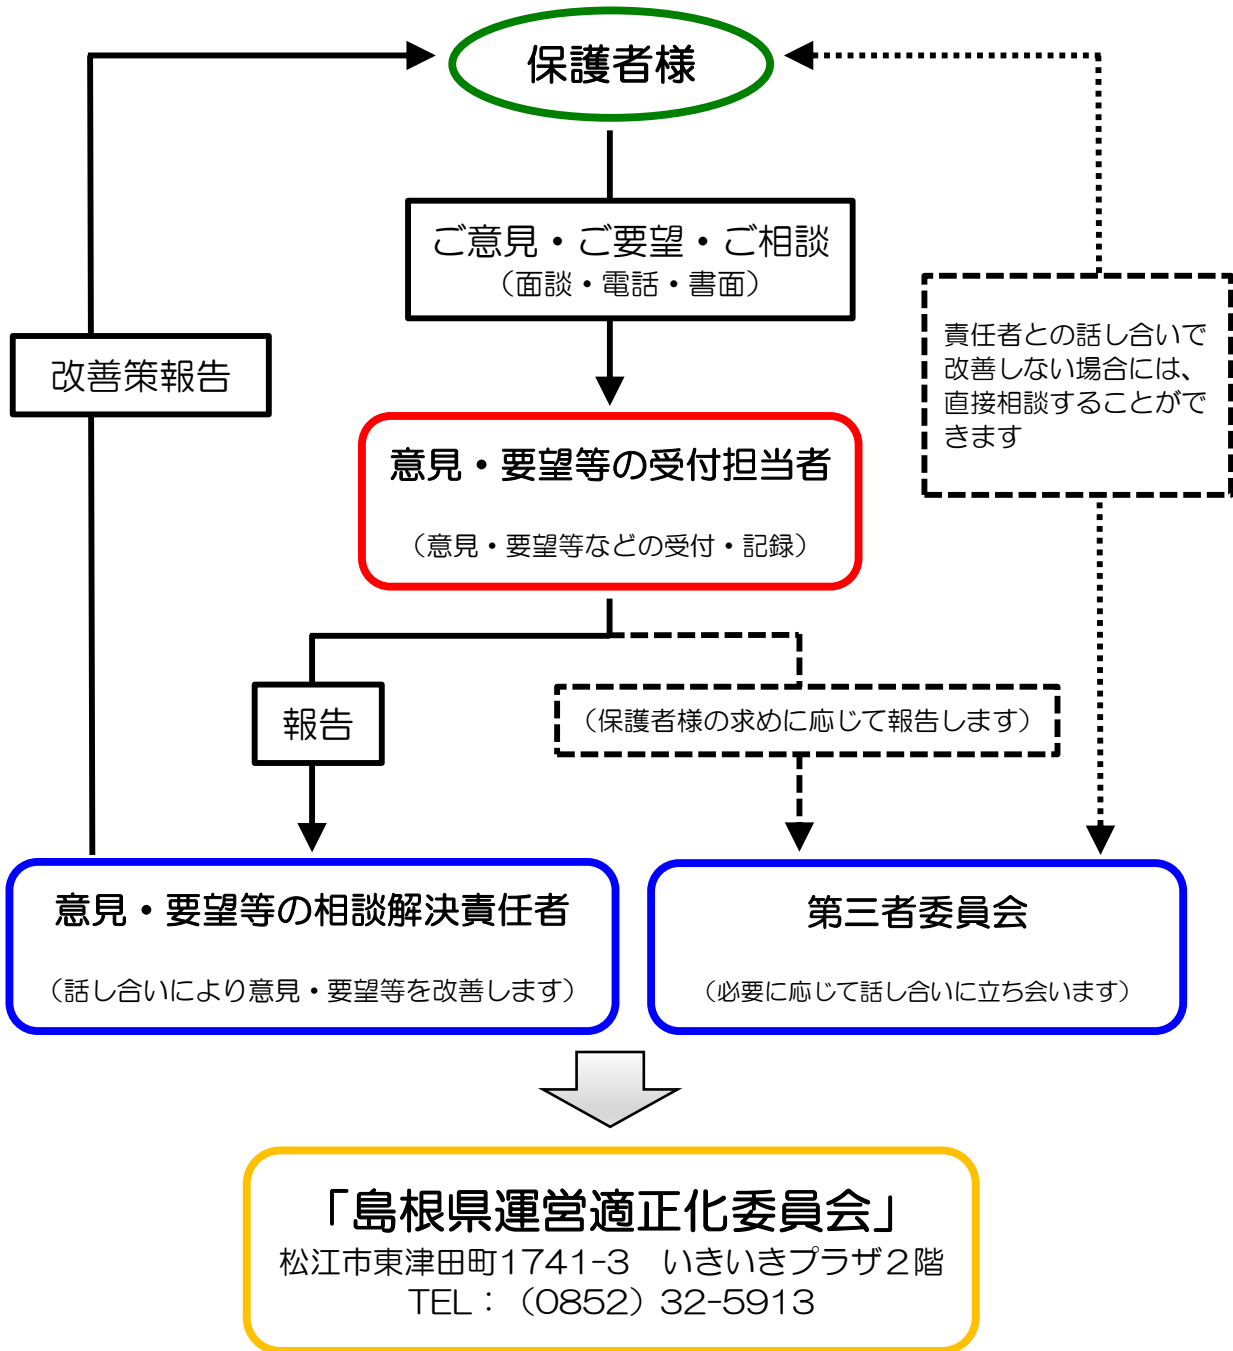 保護者様
ご意見・ご要望・ご相談
（面談・電話・書面）
改善策報告
責任者との話し合いで
改善しない場合には、
直接相談することがで
きます
意見・要望等の受付担当者
（意見・要望等などの受付・記録）
報告
（保護者様の求めに応じて報告します）
意見・要望等の相談解決責任者
（話し合いにより意見・要望等を改善します）
第三者委員会
（必要に応じて話し合いに立ち会います）
「島根県運営適正化委員会」
松江市東津田町1741-3　いきいきプラザ２階
TEL：（0852）32-5913